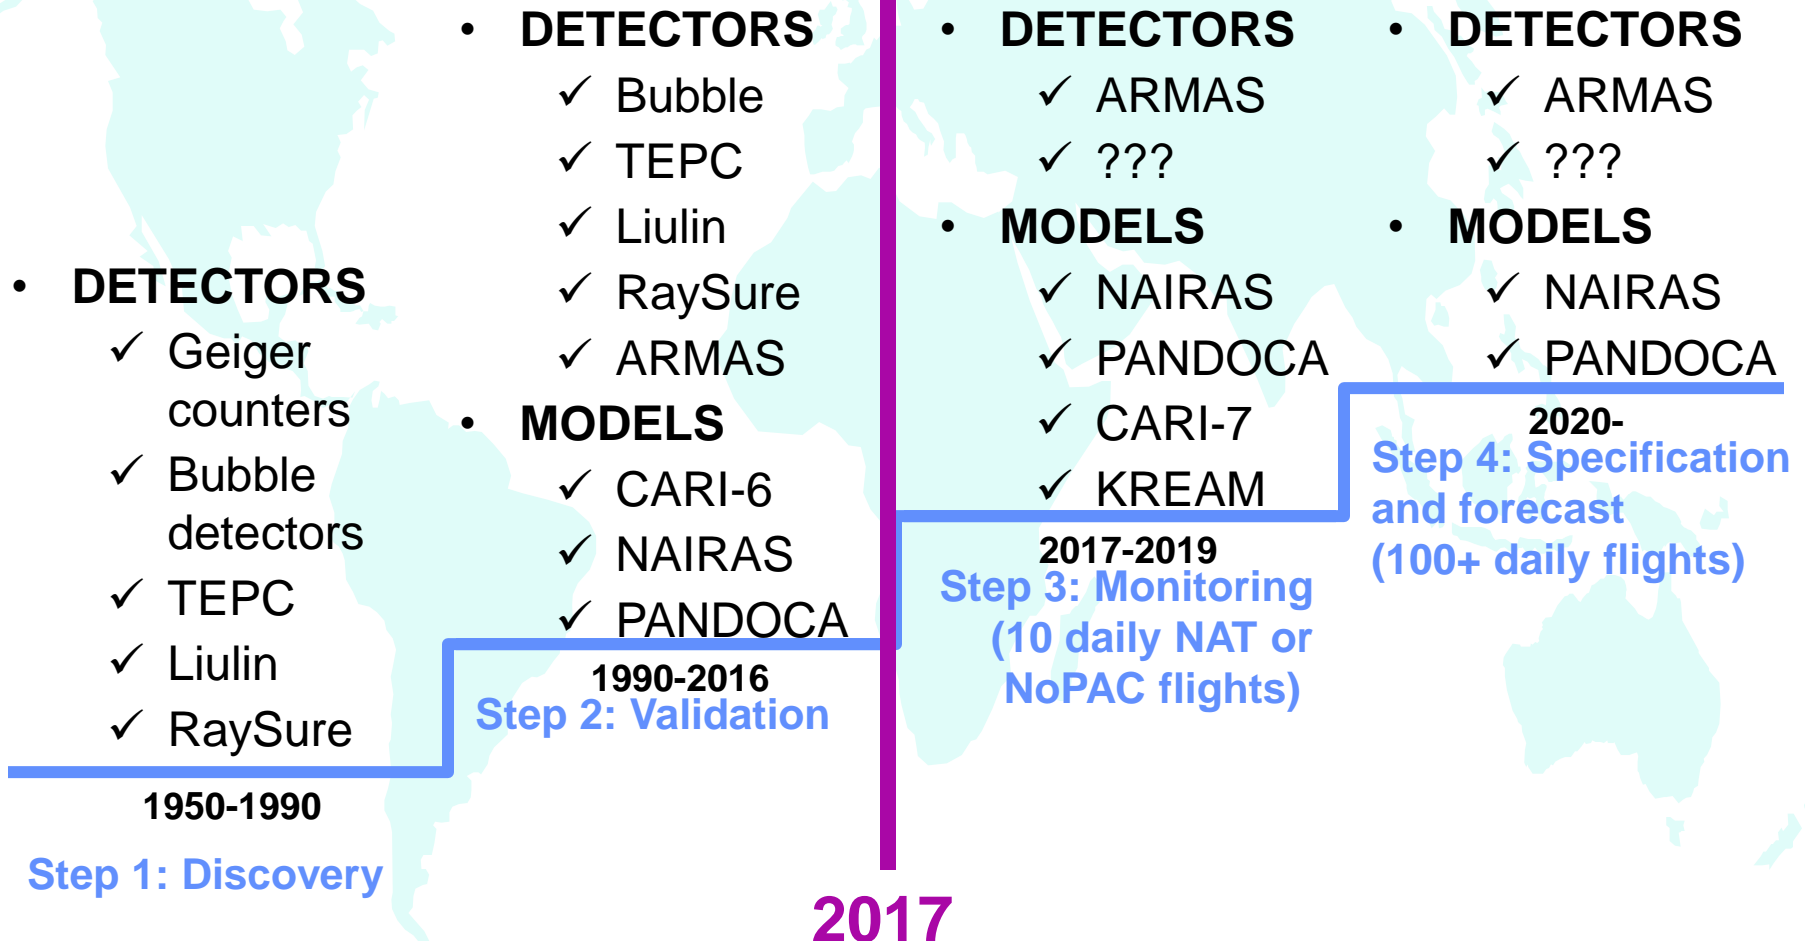 • DETECTORS
✓ Geiger
counters
✓ Bubble
detectors
✓ TEPC
✓ Liulin
✓ RaySure
1950-1990
Step 1: Discovery
• DETECTORS
✓ Bubble
✓ TEPC
✓ Liulin
✓ RaySure
✓ ARMAS
• MODELS
✓ CARI-6
✓ NAIRAS
✓ PANDOCA
1990-2016
Step 2: Validation
2017
• DETECTORS
✓ ARMAS
✓ ???
• MODELS
✓ NAIRAS
✓ PANDOCA
✓ CARI-7
✓ KREAM
2017-2019
Step 3: Monitoring
(10 daily NAT or
NoPAC flights)
• DETECTORS
✓ ARMAS
✓ ???
• MODELS
✓ NAIRAS
✓ PANDOCA
2020-
Step 4: Specification
and forecast
(100+ daily flights)